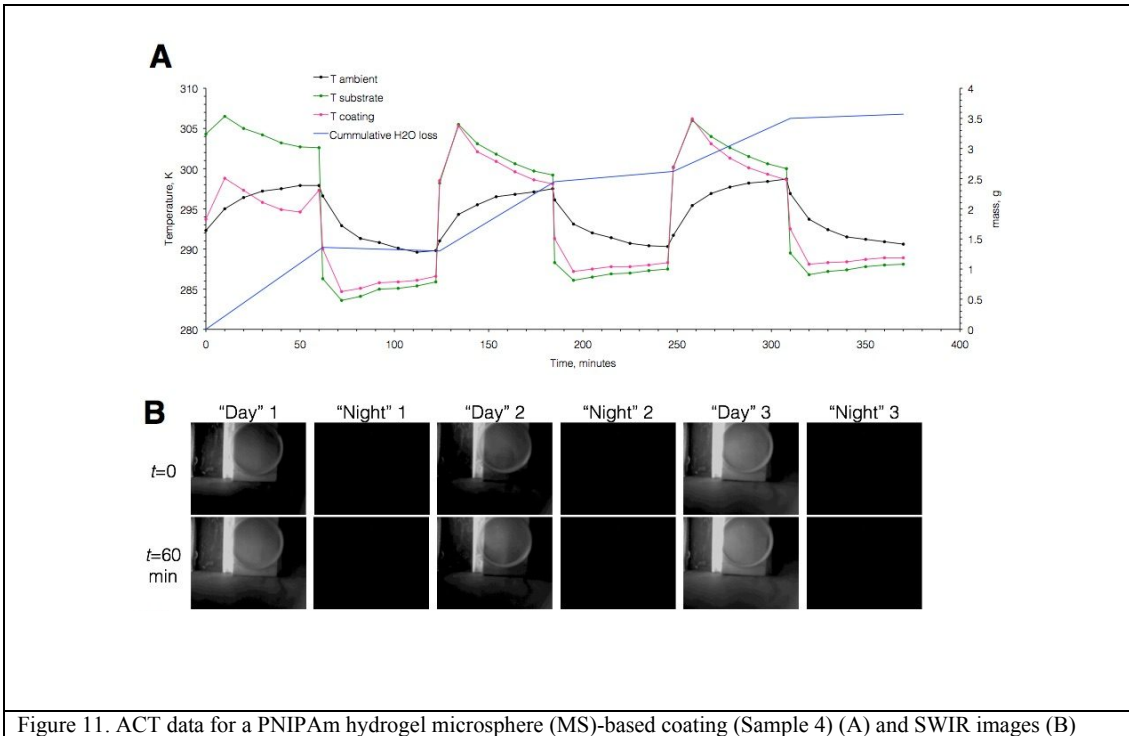 A
T ambient
T substrate
T coating
Cummulative H2O loss
310
305
300
295
290
285
280
Temperature, K
4
3.5
3
2.5
2
1.5
1
0.5
0
mass, g
0 50 100 150 200 250 300 350 400
Time, minutes
B
“Day” 1 “Night” 1 “Day” 2 “Night” 2 “Day” 3 “Night” 3
t=0
t=60
min
Figure 11. ACT data for a PNIPAm hydrogel microsphere (MS)-based coating (Sample 4) (A) and SWIR images (B)